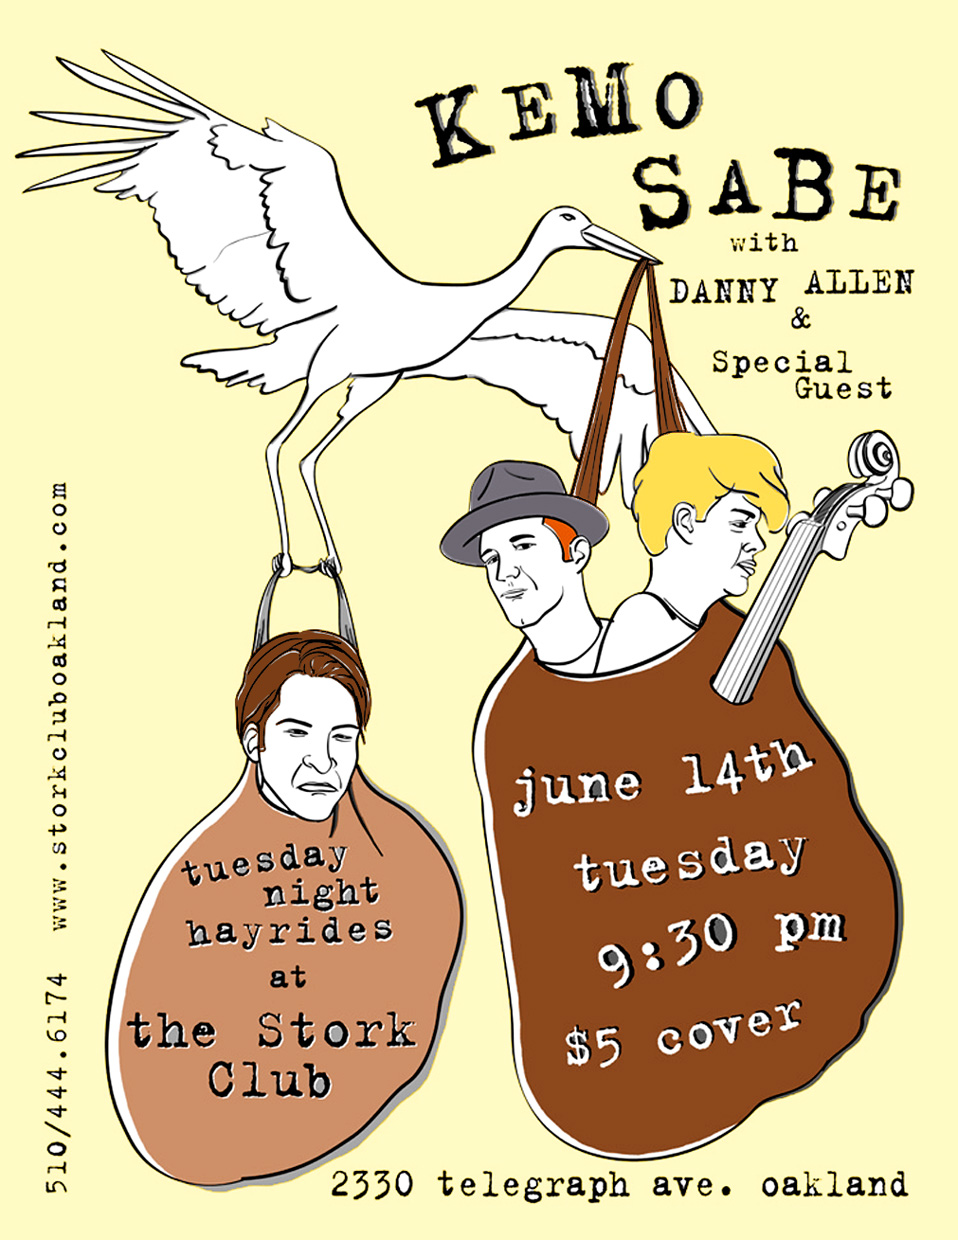 KEMO
SABE
with
DANNY ALLEN
&
Special
Guest
june 14th
tuesday
9:30 pm
$5 cover
tuesday
night
hayrides
at
the Stork
Club
2330 telegraph ave. oakland
510/444.6174 www.storkcluboakland.com